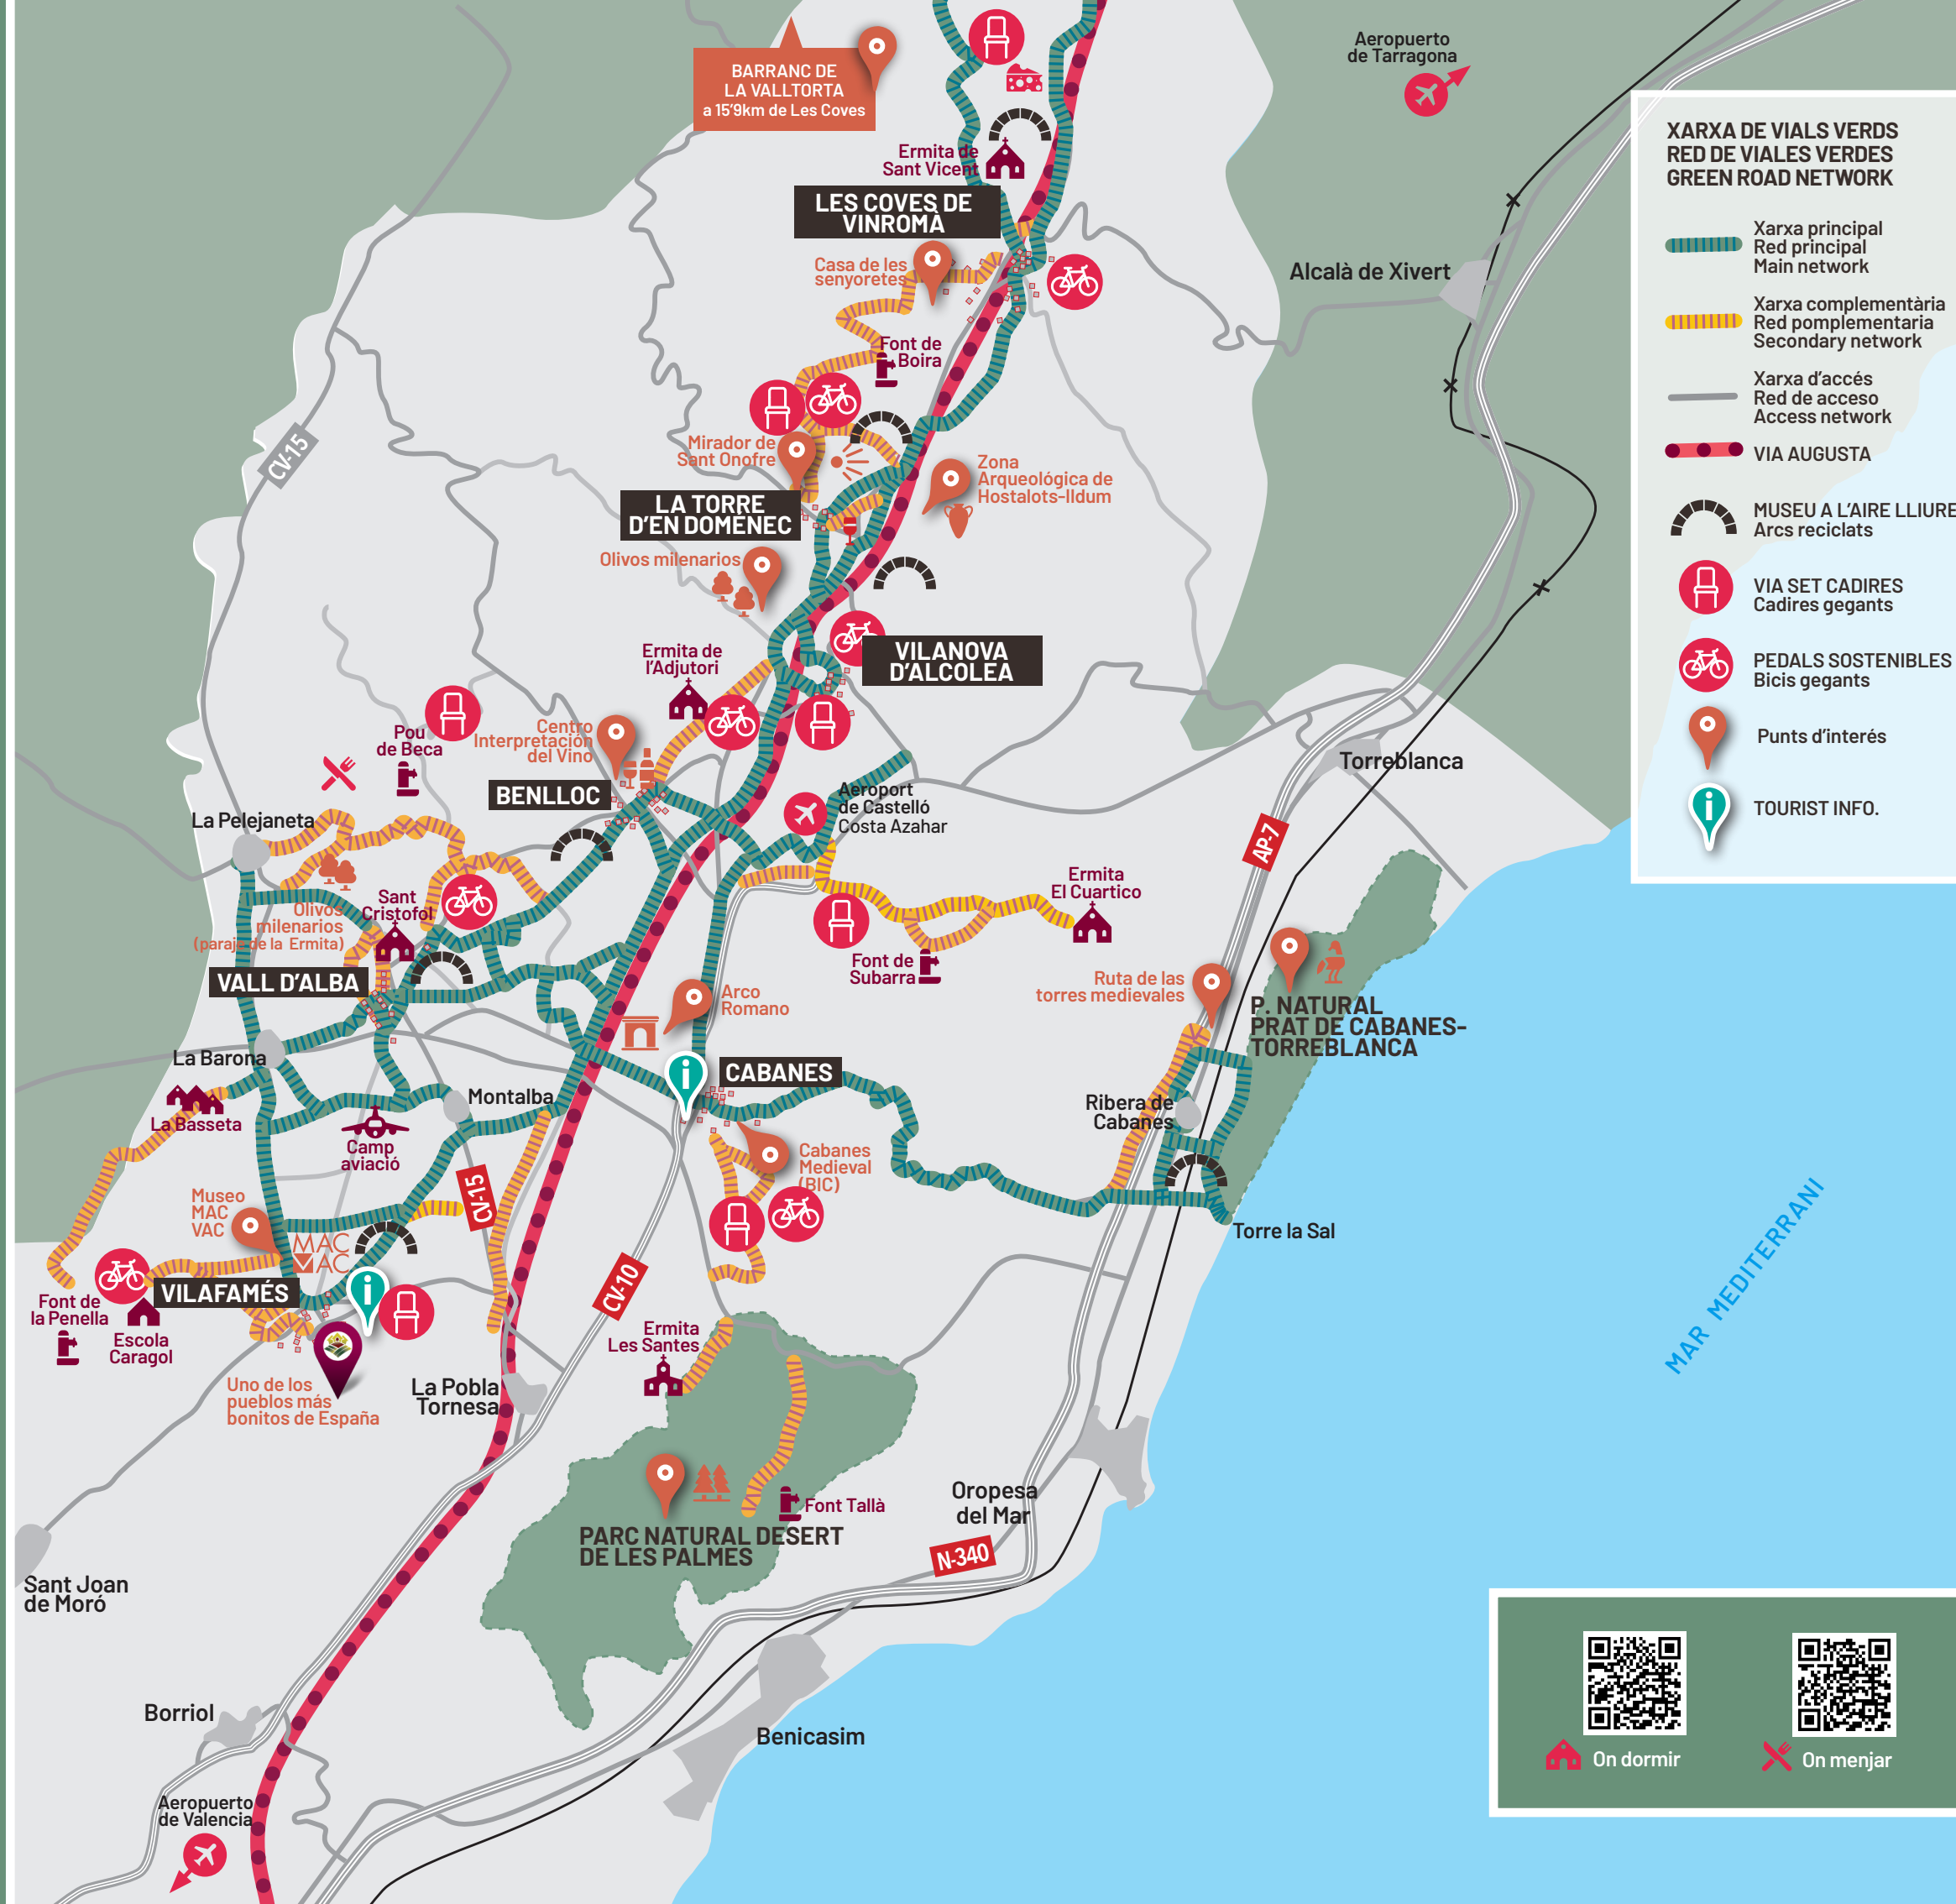 BARRANC DE
LA VALLTORTA
a 15'9km de Les Coves
Aeropuerto
de Tarragona
Ermita de
Sant Vicent
LES COVES DE
VINROMÀ
Casa de les
senyoretes
Alcalà de Xivert
Font de
Boira
CV-15
Mirador de
Sant Onofre
Zona
Arqueológica de
Hostalots-Ildum
LA TORRE
D'EN DOMÈNEC
Olivos milenarios
VILANOVA
D'ALCOLEA
Ermita de
l'Adjutori
Centro
Interpretación
del Vino
Pou
de Beca
BENLLOC
Torreblanca
Aeroport
de Castelló
Costa Azahar
La Pelejaneta
AP-7
Ermita
El Cuartico
Sant
Cristofol
Olivos
milenarios
(paraje de la Ermita)
VALL D'ALBA
Font de
Subarra
Ruta de las
torres medievales
P. NATURAL
PRAT DE CABANES-
TORREBLANCA
Arco
Romano
La Barona
CABANES
Montalba
La Basseta
Camp
aviació
Ribera de
Cabanes
Cabanes
Medieval
(BIC)
CV-15
Museo
MAC
VAC
MAC
AC
Torre la Sal
VILAFAMÉS
CV-10
Font de
la Penella
Escola
Caragol
Ermita
Les Santes
Uno de los
pueblos más
bonitos de España
La Pobla
Tornesa
Font Tallà
PARC NATURAL DESERT
DE LES PALMES
Oropesa
del Mar
N-340
Sant Joan
de Moró
Borriol
Benicasim
Aeropuerto
de Valencia
MAR MEDITERRANI
XARXA DE VIALS VERDS
RED DE VIALES VERDES
GREEN ROAD NETWORK
Xarxa principal
Red principal
Main network
Xarxa complementària
Red pomplementaria
Secondary network
Xarxa d'accés
Red de acceso
Access network
VIA AUGUSTA
MUSEU A L'AIRE LLIURE
Arcs reciclats
VIA SET CADIRES
Cadires gegants
PEDALS SOSTENIBLES
Bicis gegants
Punts d'interés
TOURIST INFO.
On dormir
On menjar